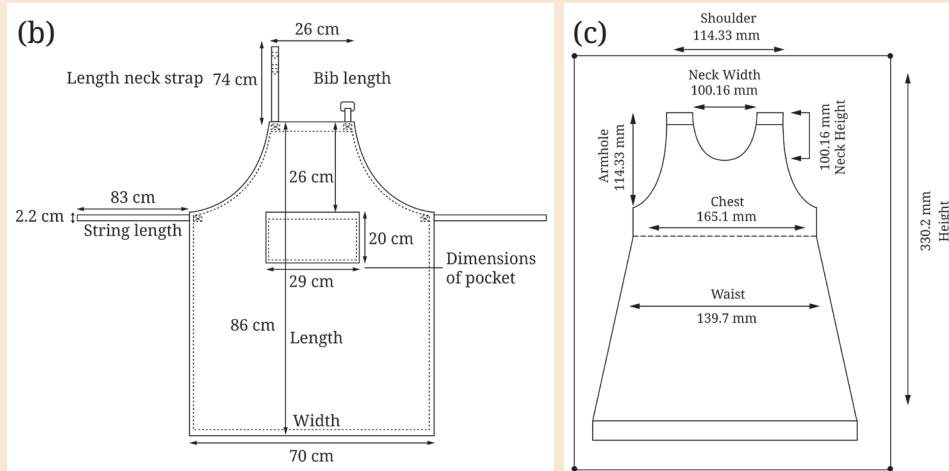 (b)
26 cm
Length neck strap 74 cm
Bib length
26 cm
83 cm
2.2 cm
String length
20 cm
29 cm
Dimensions
of pocket
86 cm
Length
Width
70 cm
(c)
Shoulder
114.33 mm
Neck Width
100.16 mm
100.16 mm
Neck Height
Armhole
114.33 mm
Chest
165.1 mm
330.2 mm
Height
Waist
139.7 mm